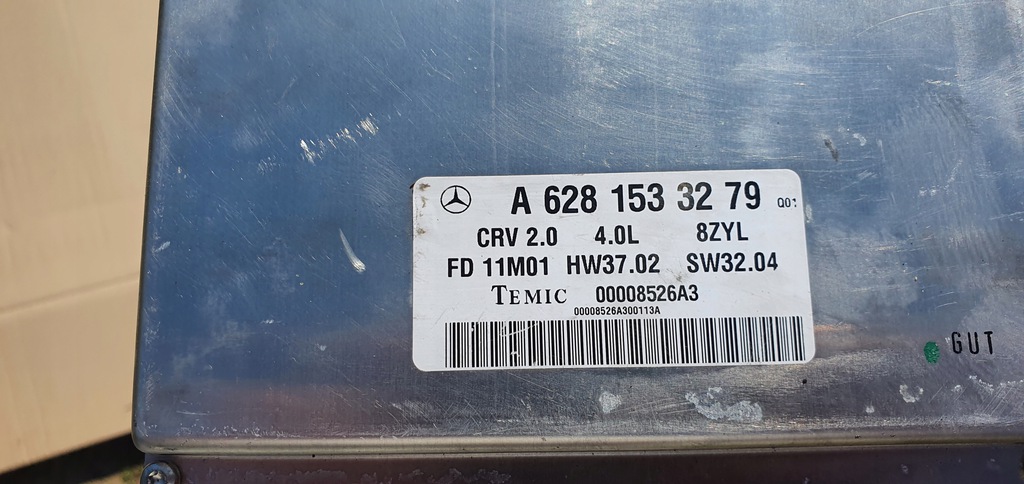 A 628 153 32 79 Q01
CRV 2.0 4.0L 8ZYL
FD 11M01 HW37.02 SW32.04
TEMIC 00008526A3
00008526A300113A
GUT